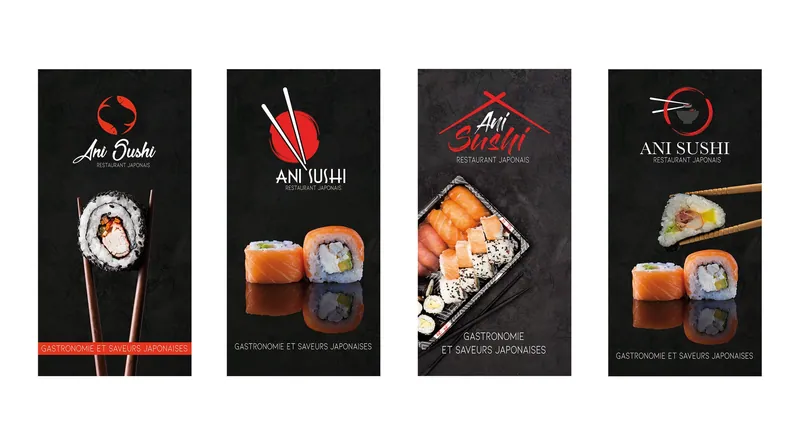 Ani Sushi
RESTAURANT JAPONAIS
GASTRONOMIE ET SAVEURS JAPONAISES
ANI SUSHI
RESTAURANT JAPONAIS
GASTRONOMIE ET SAVEURS JAPONAISES
Ani
Sushi
RESTAURANT JAPONAIS
GASTRONOMIE
ET SAVEURS JAPONAISES
ANI SUSHI
RESTAURANT JAPONAIS
GASTRONOMIE ET SAVEURS JAPONAISES